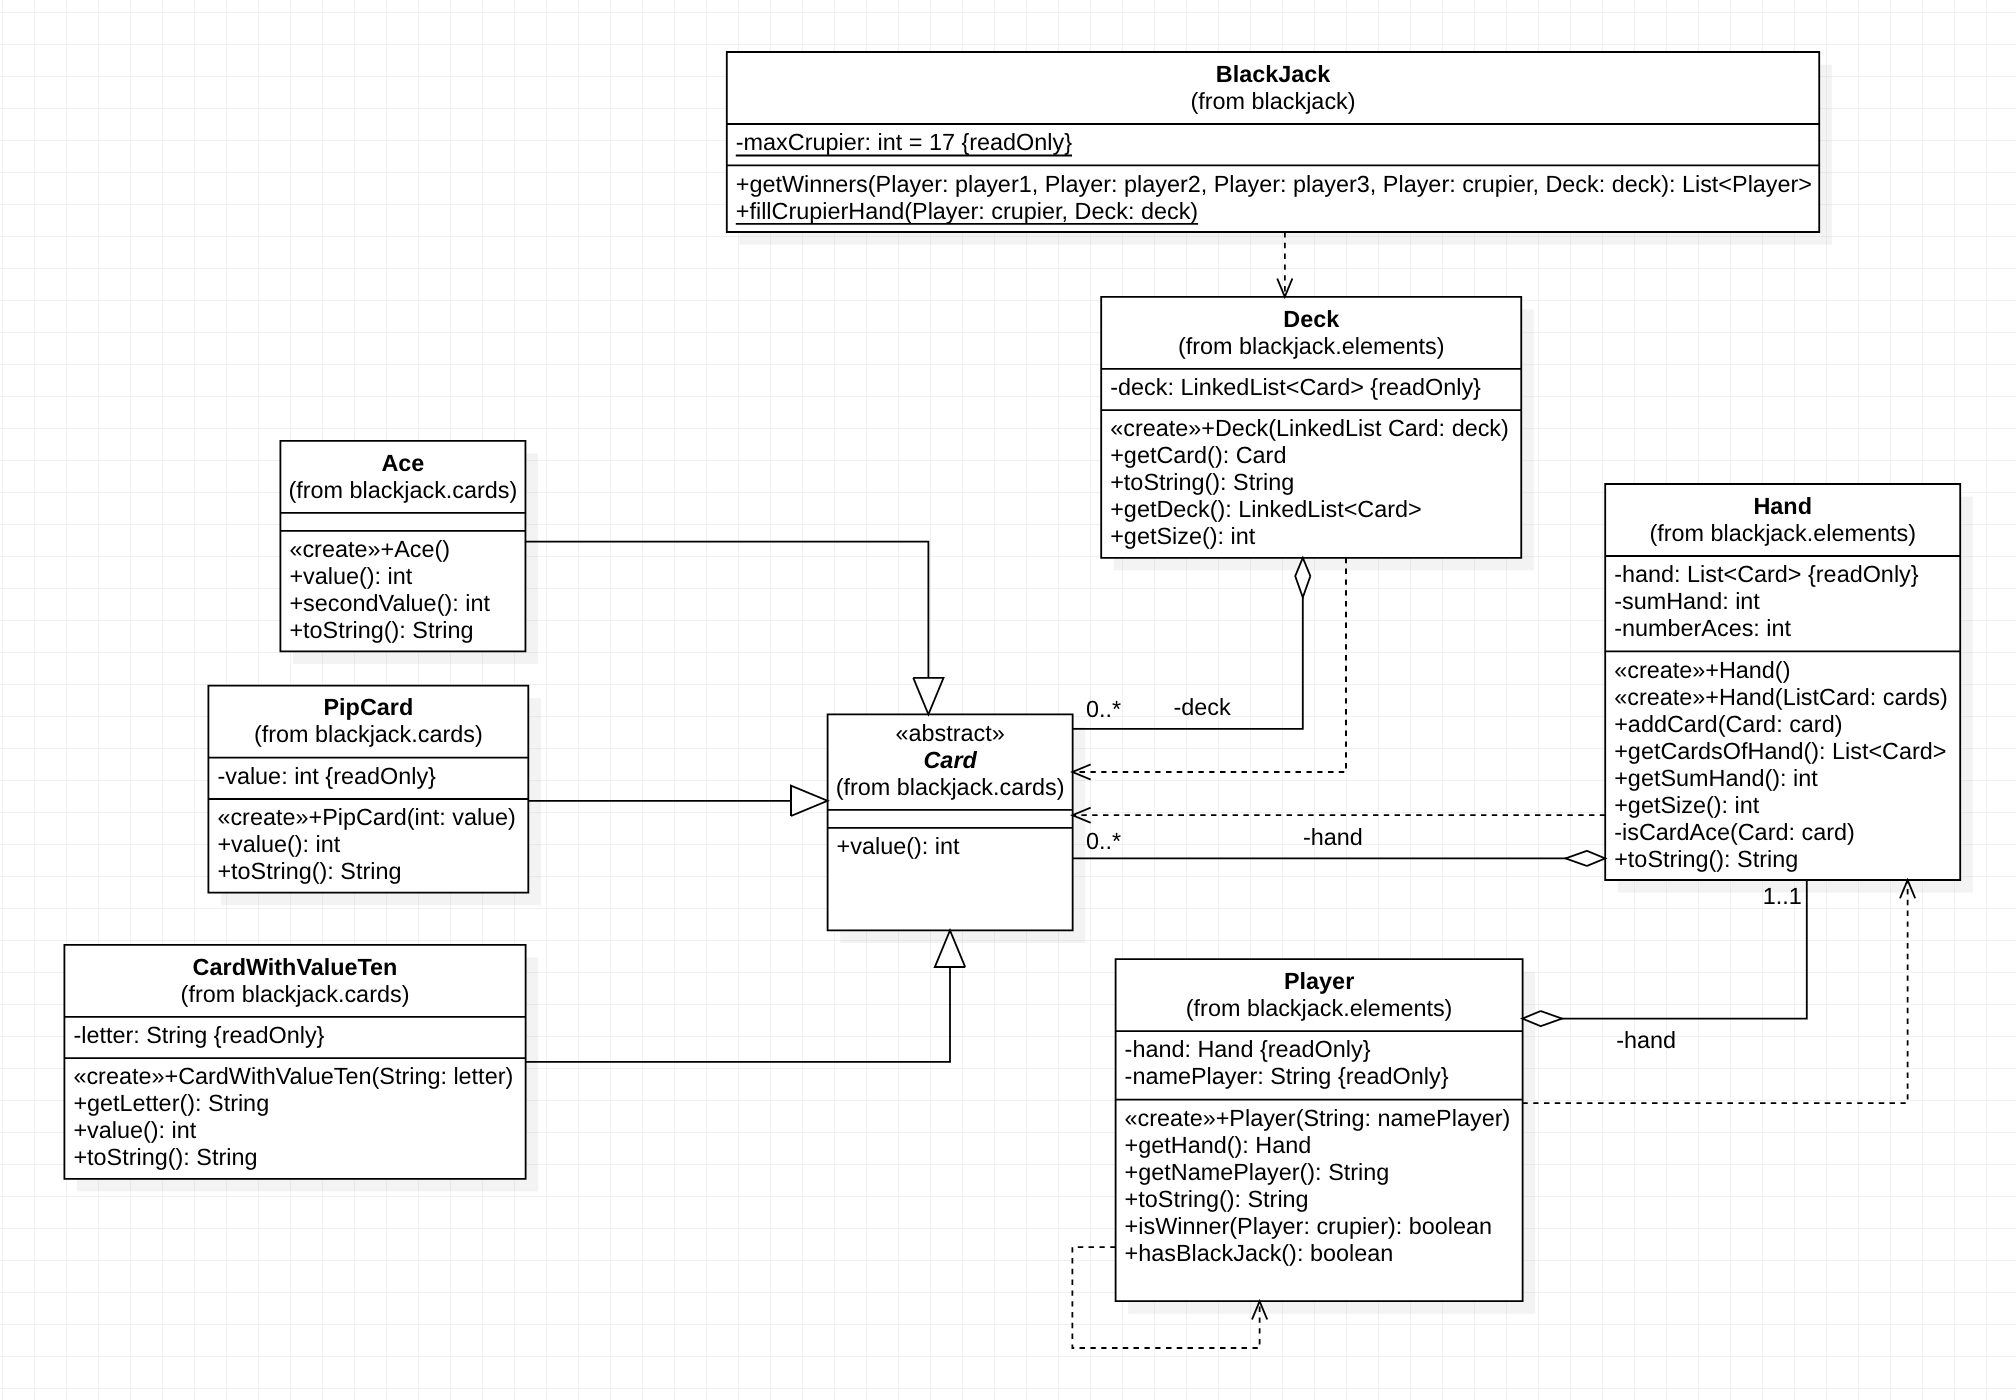 BlackJack
(from blackjack)
-maxCrupier: int = 17 {readOnly}
+getWinners(Player: player1, Player: player2, Player: player3, Player: crupier, Deck: deck): List<Player>
+fillCrupierHand(Player: crupier, Deck: deck)
Deck
(from blackjack.elements)
-deck: LinkedList<Card> {readOnly}
«create»+Deck(LinkedList Card: deck)
+getCard(): Card
+toString(): String
+getDeck(): LinkedList<Card>
+getSize(): int
Ace
(from blackjack.cards)
«create»+Ace()
+value(): int
+secondValue(): int
+toString(): String
Hand
(from blackjack.elements)
-hand: List<Card> {readOnly}
-sumHand: int
-numberAces: int
«create»+Hand()
«create»+Hand(ListCard: cards)
+addCard(Card: card)
+getCardsOfHand(): List<Card>
+getSumHand(): int
+getSize(): int
-isCardAce(Card: card)
+toString(): String
PipCard
(from blackjack.cards)
-value: int {readOnly}
«create»+PipCard(int: value)
+value(): int
+toString(): String
«abstract»
Card
(from blackjack.cards)
+value(): int
0..*
-deck
0..*
-hand
1..1
-hand
CardWithValueTen
(from blackjack.cards)
-letter: String {readOnly}
«create»+CardWithValueTen(String: letter)
+getLetter(): String
+value(): int
+toString(): String
Player
(from blackjack.elements)
-hand: Hand {readOnly}
-namePlayer: String {readOnly}
«create»+Player(String: namePlayer)
+getHand(): Hand
+getNamePlayer(): String
+toString(): String
+isWinner(Player: crupier): boolean
+hasBlackJack(): boolean